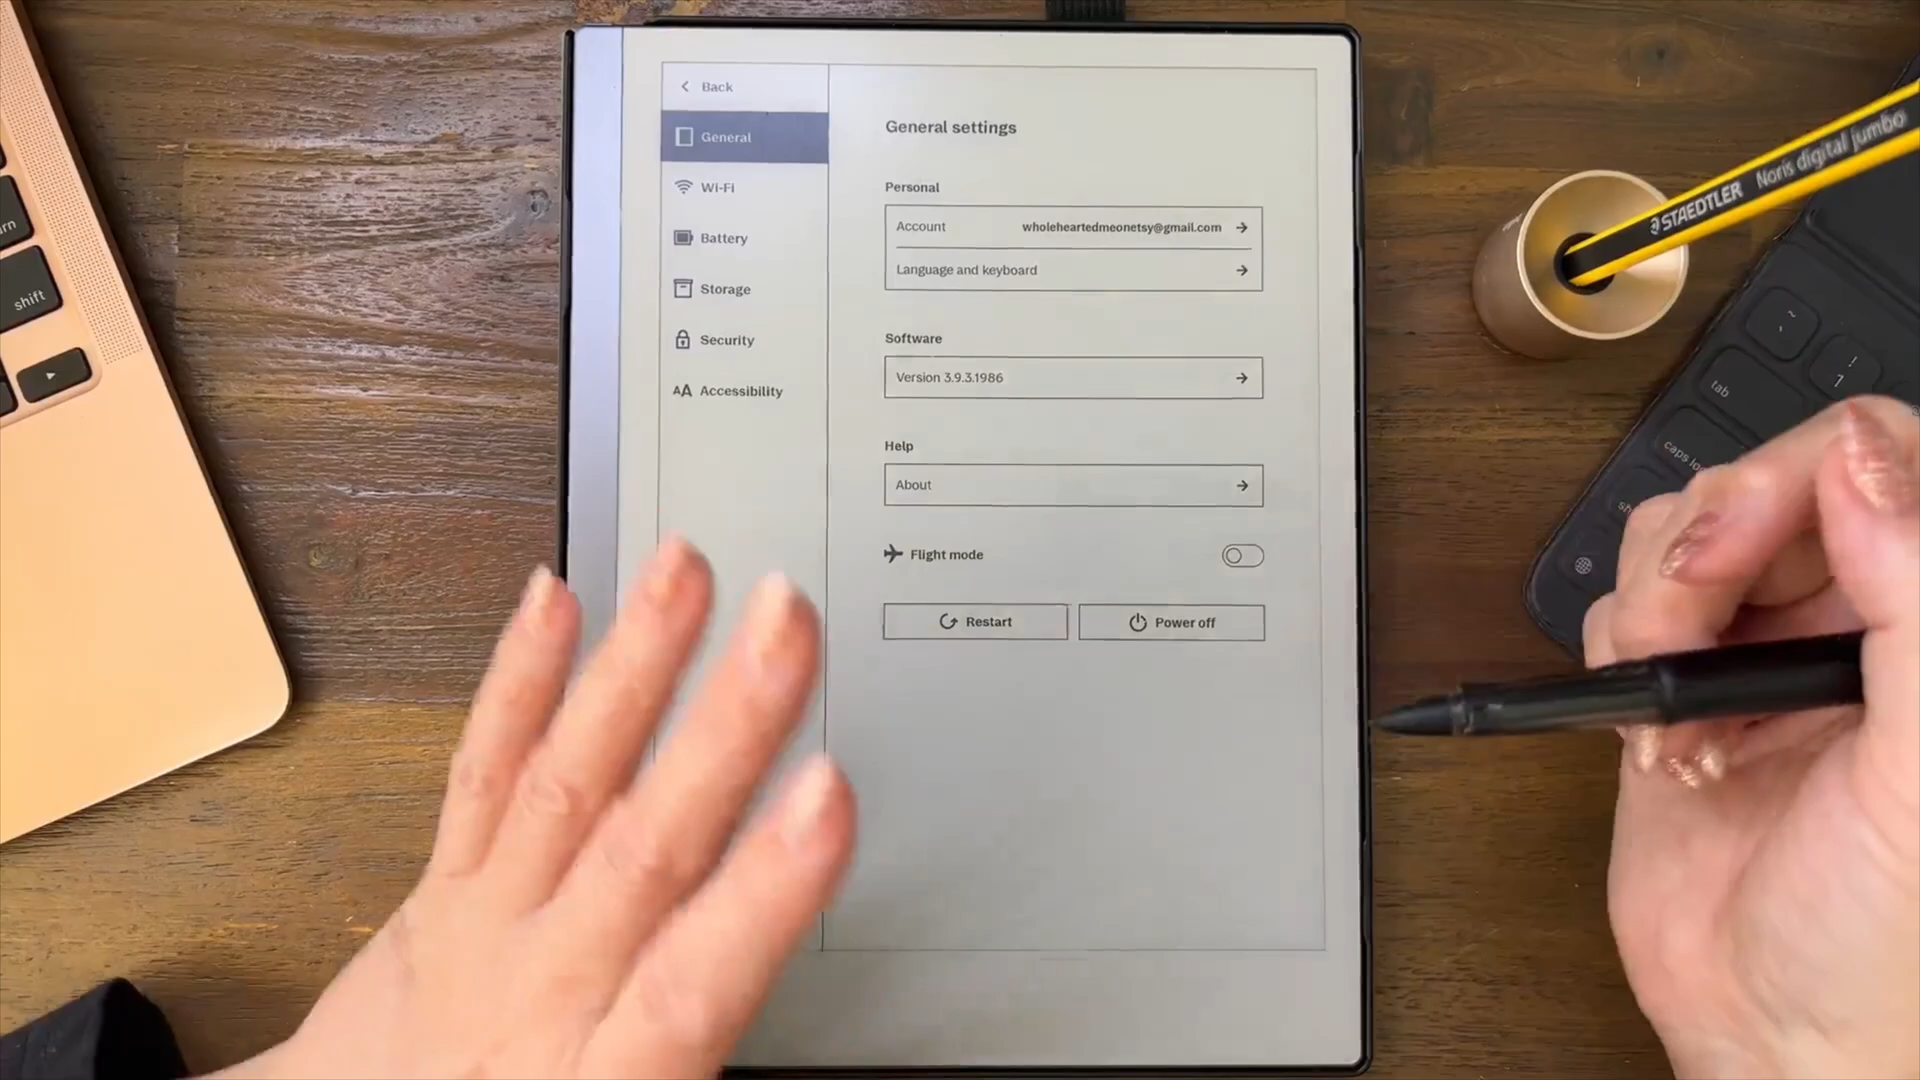 Back
General
Wi-Fi
Battery
Storage
Security
Accessibility
General settings
Personal
Account wholeheartedmeonetsy@gmail.com
Language and keyboard
Software
Version 3.9.3.1986
Help
About
Flight mode
Restart
Power off
STAEDTLER Noris digital jumbo
shift
~
!
1
tab